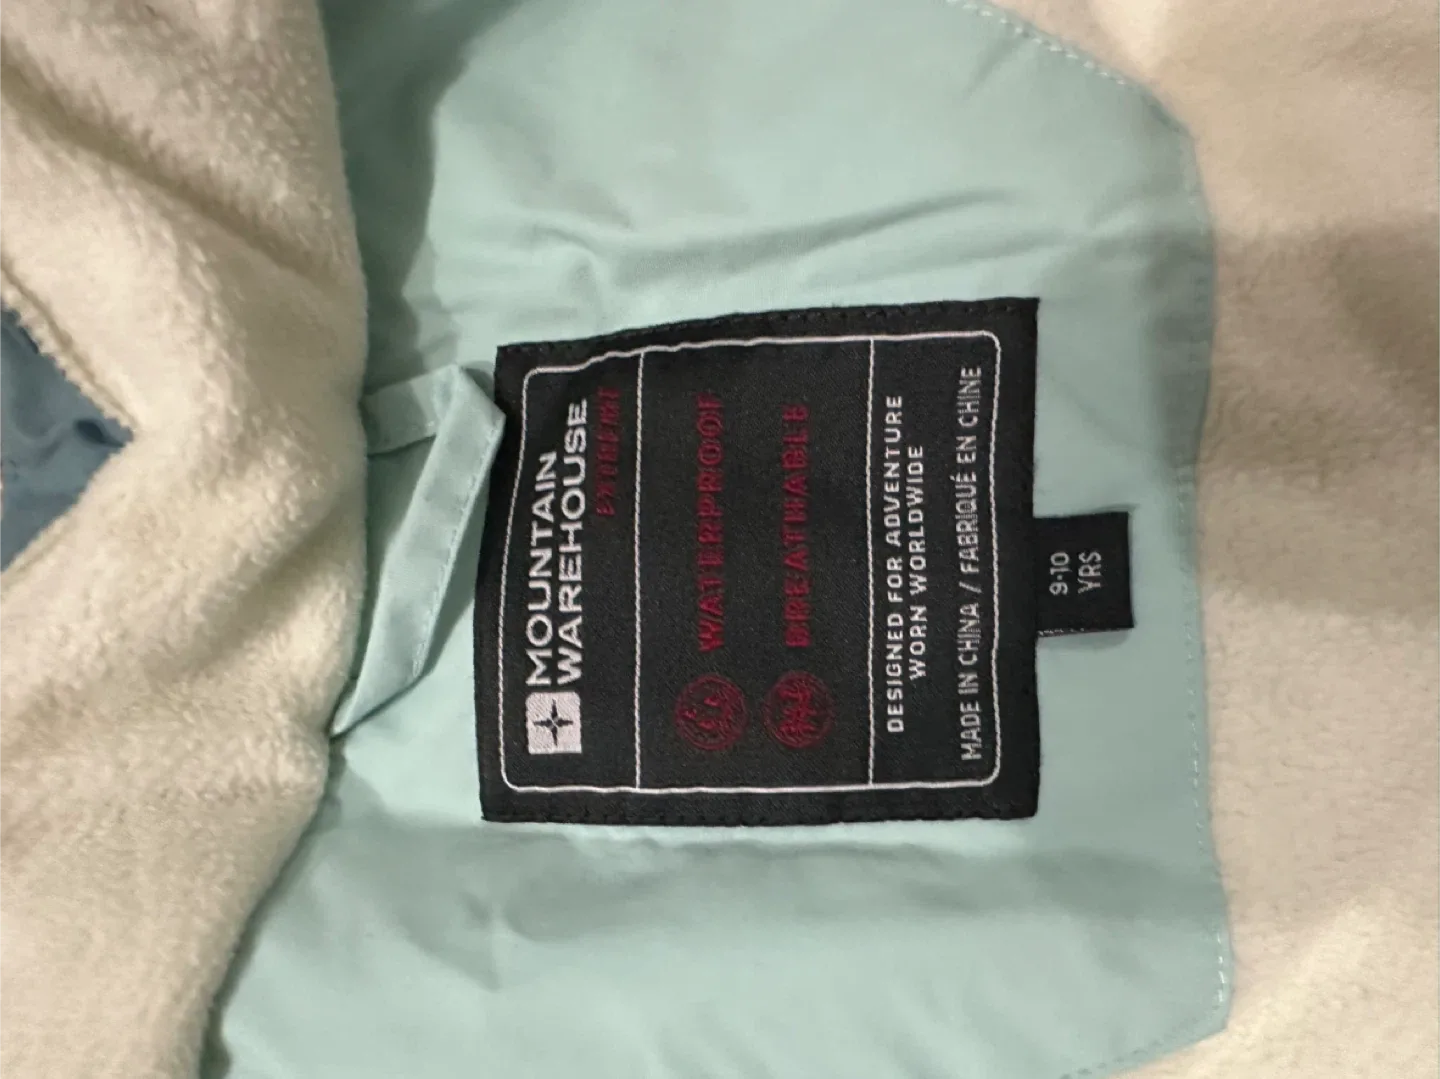 MOUNTAIN
WAREHOUSE
EXTREME
WATERPROOF
BREATHABLE
DESIGNED FOR ADVENTURE
WORN WORLDWIDE
MADE IN CHINA / FABRIQUÉ EN CHINE
9-10
YRS